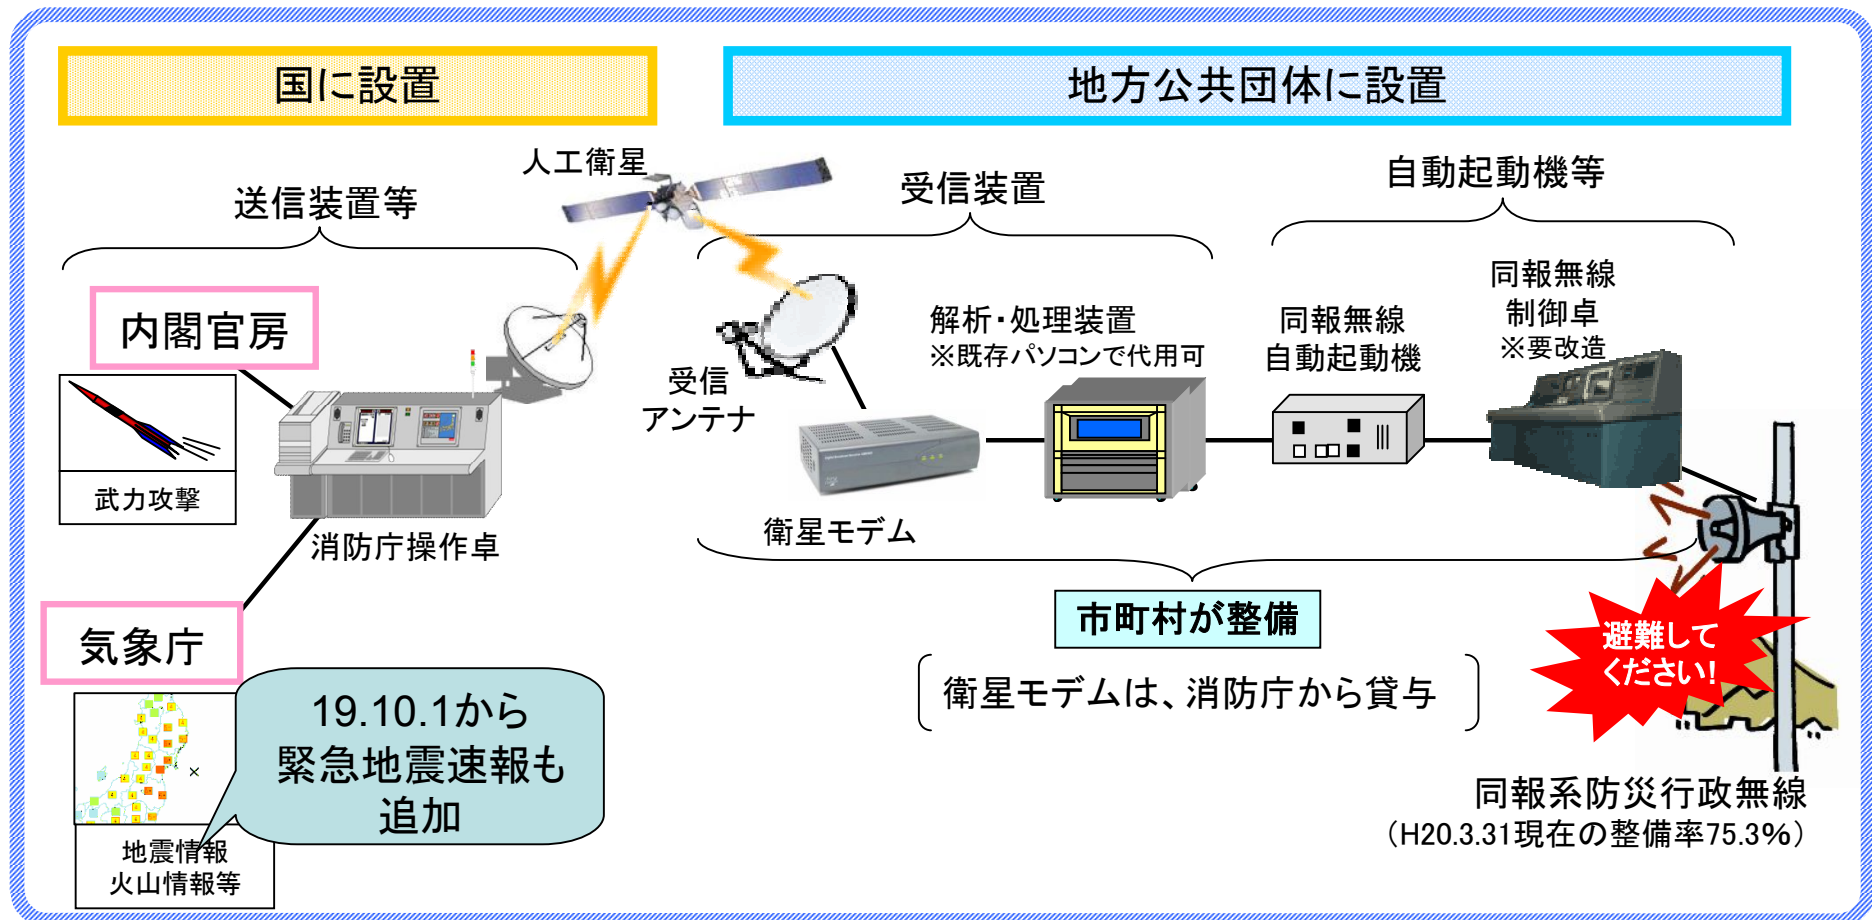 国に設置
地方公共団体に設置
人工衛星
送信装置等
受信装置
自動起動機等
内閣官房
武力攻撃
消防庁操作卓
気象庁
19.10.1から
緊急地震速報も
追加
地震情報
火山情報等
受信
アンテナ
解析・処理装置
※既存パソコンで代用可
衛星モデム
同報無線
自動起動機
同報無線
制御卓
※要改造
市町村が整備
衛星モデムは、消防庁から貸与
避難して
ください!
同報系防災行政無線
（H20.3.31現在の整備率75.3%）